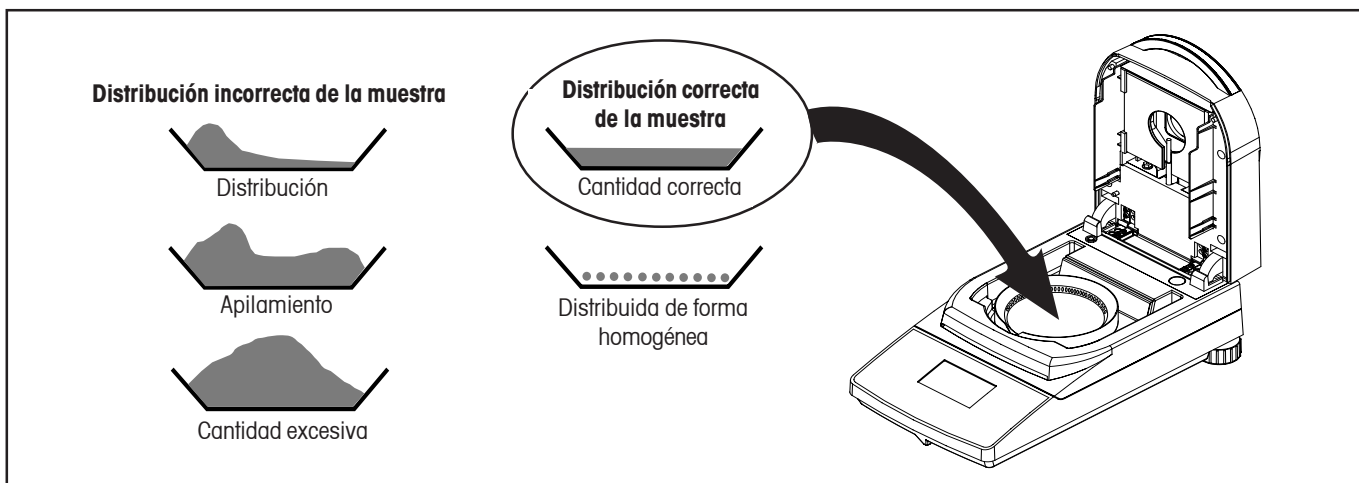 Distribución incorrecta de la muestra
Distribución
Apilamiento
Cantidad excesiva
Distribución correcta
de la muestra
Cantidad correcta
Distribuida de forma
homogénea